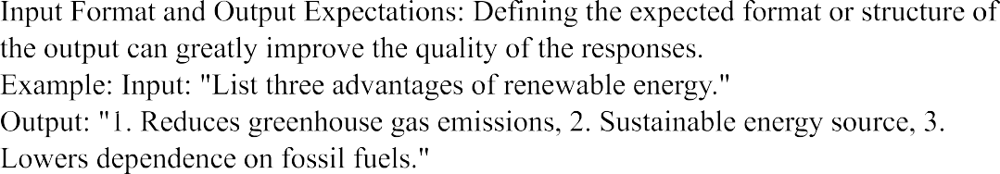 Input Format and Output Expectations: Defining the expected format or structure of
the output can greatly improve the quality of the responses.
Example: Input: "List three advantages of renewable energy."
Output: "1. Reduces greenhouse gas emissions, 2. Sustainable energy source, 3.
Lowers dependence on fossil fuels."